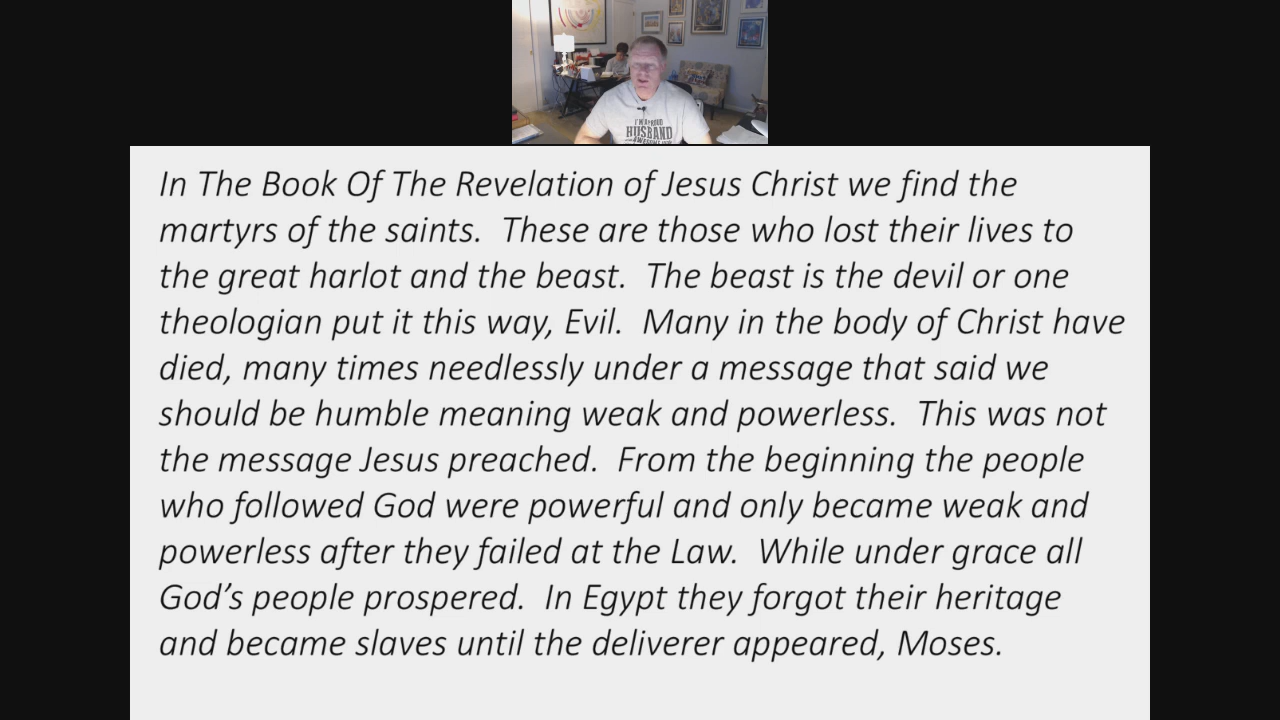 I'M A PROUD
HUSBAND
In The Book Of The Revelation of Jesus Christ we find the
martyrs of the saints.  These are those who lost their lives to
the great harlot and the beast.  The beast is the devil or one
theologian put it this way, Evil.  Many in the body of Christ have
died, many times needlessly under a message that said we
should be humble meaning weak and powerless.  This was not
the message Jesus preached.  From the beginning the people
who followed God were powerful and only became weak and
powerless after they failed at the Law.  While under grace all
God’s people prospered.  In Egypt they forgot their heritage
and became slaves until the deliverer appeared, Moses.